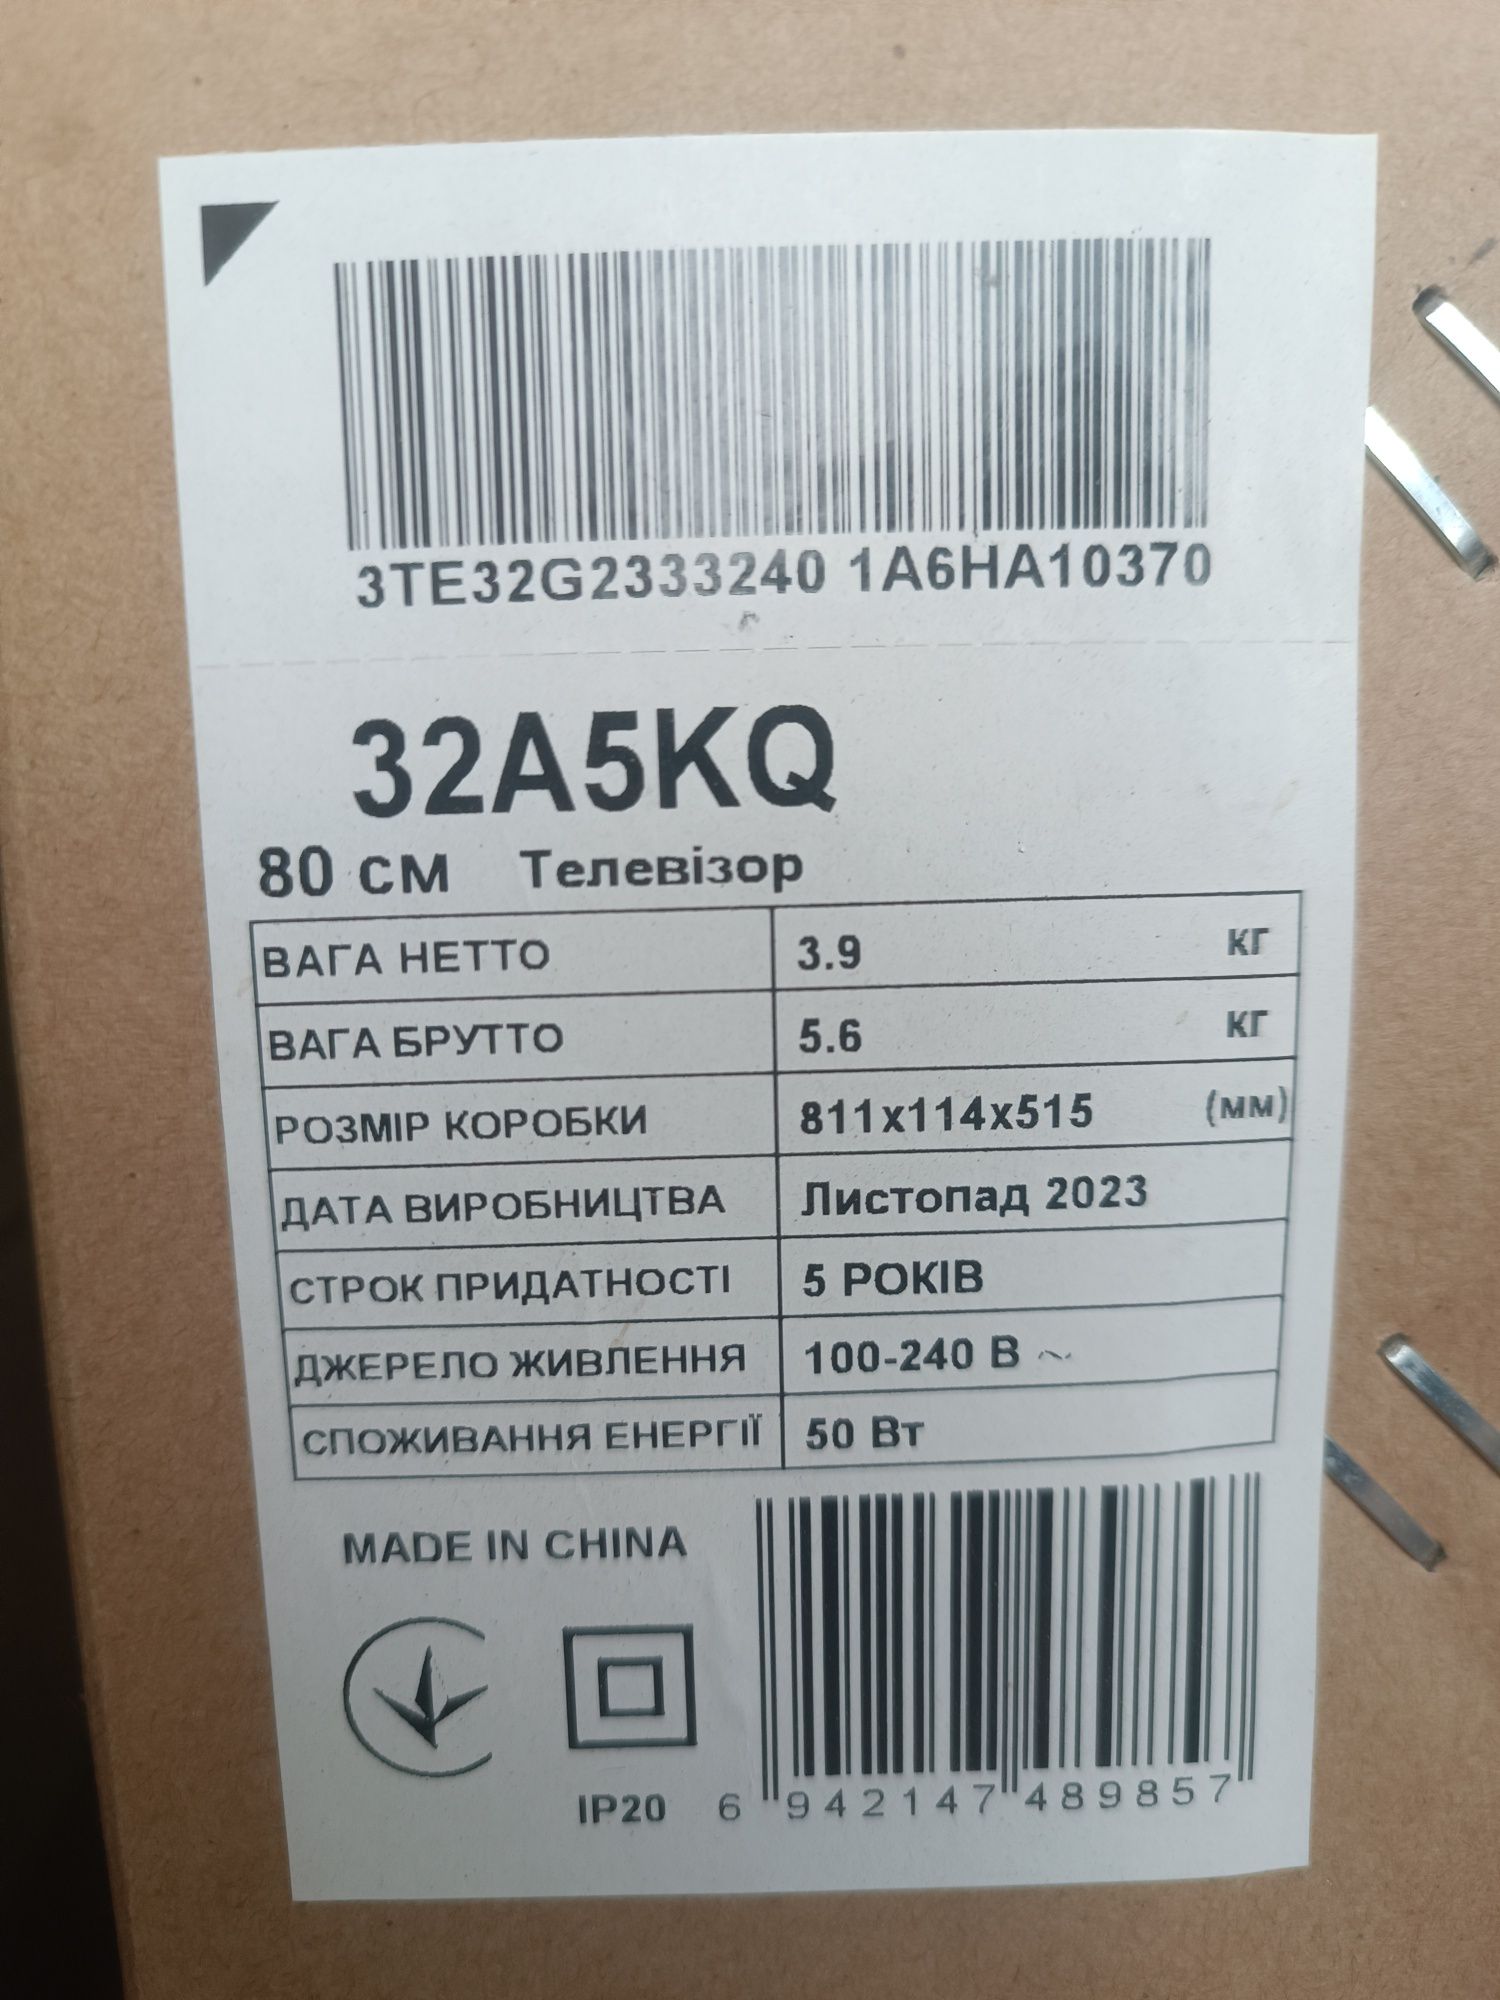 3TE32G2333240 1A6HA10370
32A5KQ
80 см Телевізор
ВАГА НЕТТО 3.9 КГ
ВАГА БРУТТО 5.6 КГ
РОЗМІР КОРОБКИ 811x114x515 (мм)
ДАТА ВИРОБНИЦТВА Листопад 2023
СТРОК ПРИДАТНОСТІ 5 РОКІВ
ДЖЕРЕЛО ЖИВЛЕННЯ 100-240 В ~
СПОЖИВАННЯ ЕНЕРГІЇ 50 Вт
MADE IN CHINA
IP20
6 942147 489857